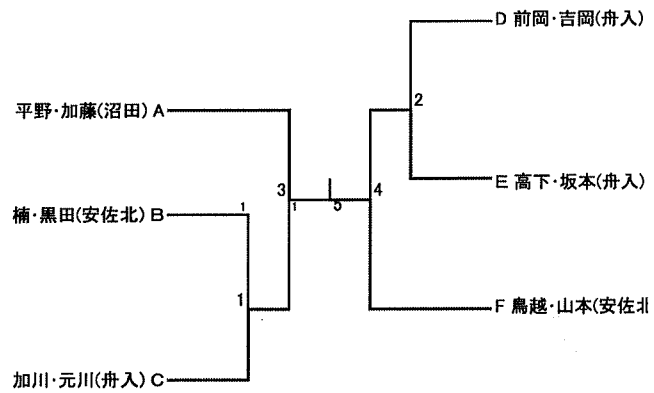 D 前岡・吉岡(舟入)
2
平野・加藤(沼田) A
E 高下・坂本(舟入)
3
4
1
5
楠・黒田(安佐北) B
1
1
F 鳥越・山本(安佐北
加川・元川(舟入) C